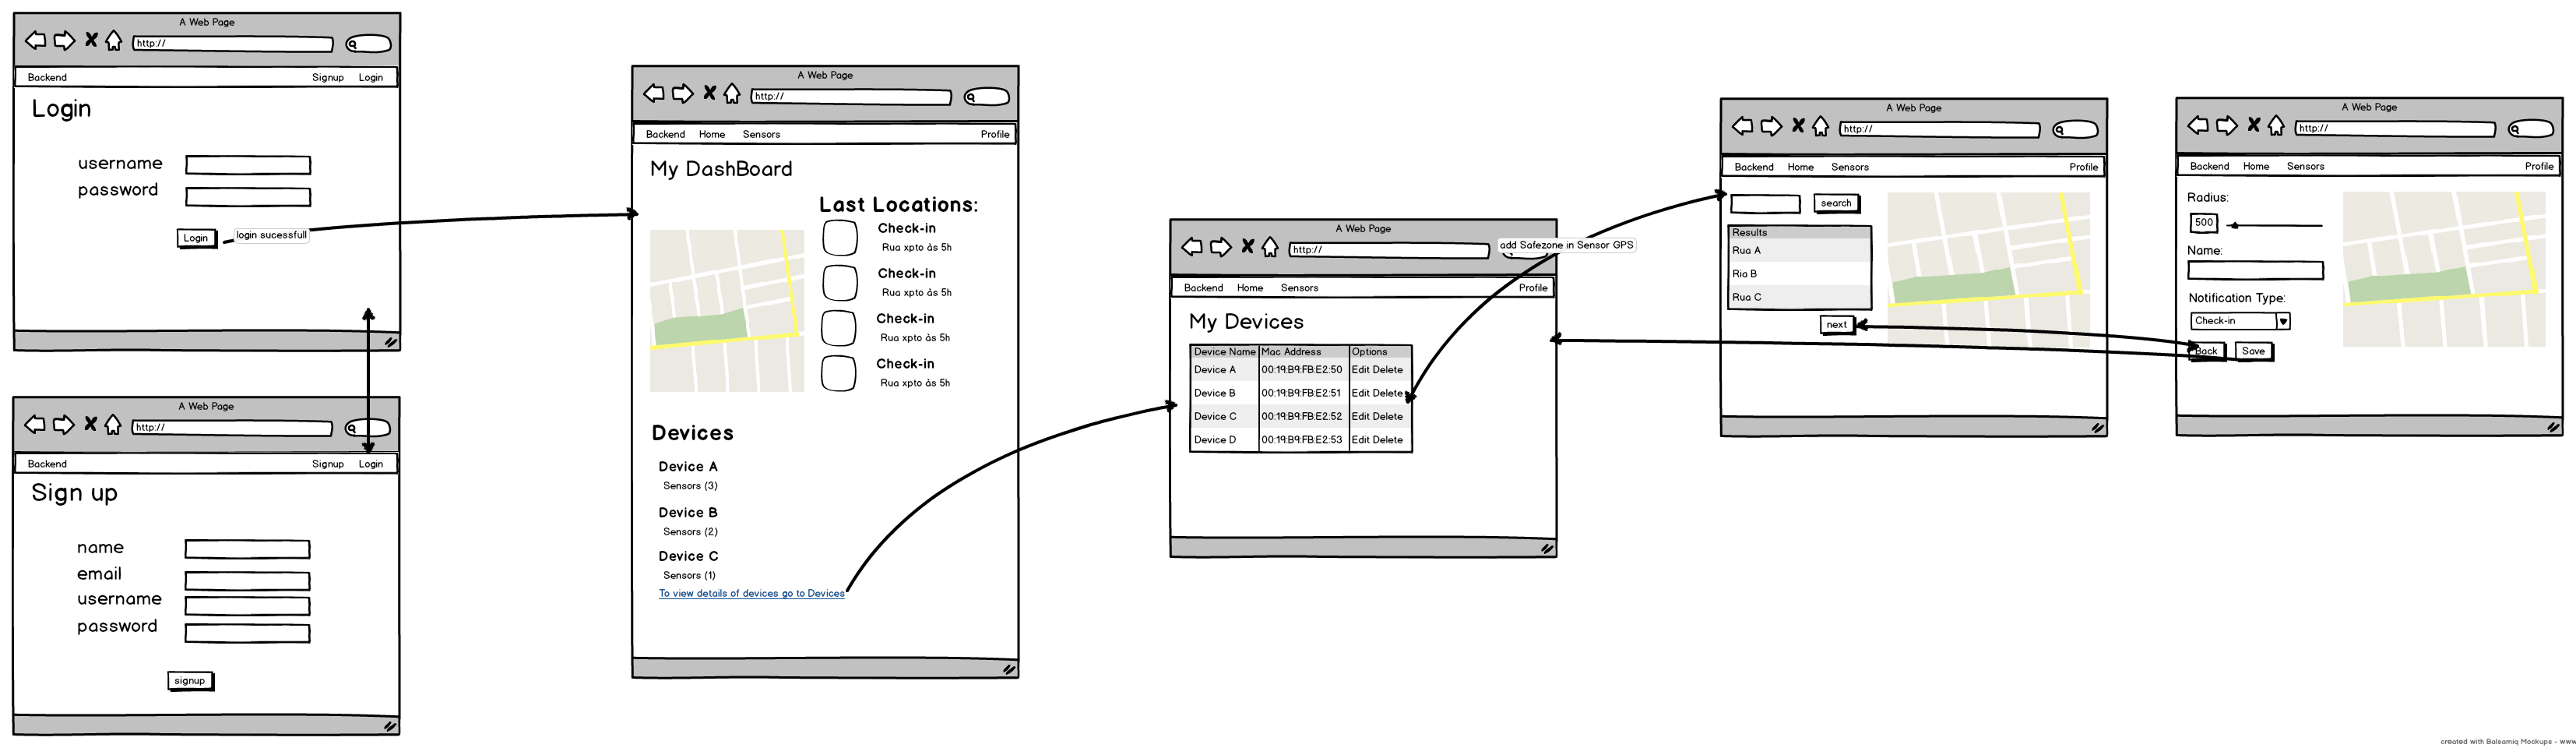 A Web Page
http://
Backend Signup Login
Login
username
password
Login
login sucessfull
A Web Page
http://
Backend Signup Login
Sign up
name
email
username
password
signup
A Web Page
http://
Backend Home Sensors Profile
My DashBoard
Last Locations:
Check-in
Rua xpto às 5h
Check-in
Rua xpto às 5h
Check-in
Rua xpto às 5h
Check-in
Rua xpto às 5h
Devices
Device A
Sensors (3)
Device B
Sensors (2)
Device C
Sensors (1)
To view details of devices go to Devices
A Web Page
http://
add Safezone in Sensor GPS
Backend Home Sensors Profile
My Devices
Device Name Mac Address Options
Device A 00:19:B9:FB:E2:50 Edit Delete
Device B 00:19:B9:FB:E2:51 Edit Delete
Device C 00:19:B9:FB:E2:52 Edit Delete
Device D 00:19:B9:FB:E2:53 Edit Delete
A Web Page
http://
Backend Home Sensors Profile
search
Results
Rua A
Ria B
Rua C
next
A Web Page
http://
Backend Home Sensors Profile
Radius:
500
Name:
Notification Type:
Check-in
Back Save
created with Balsamiq Mockups - www